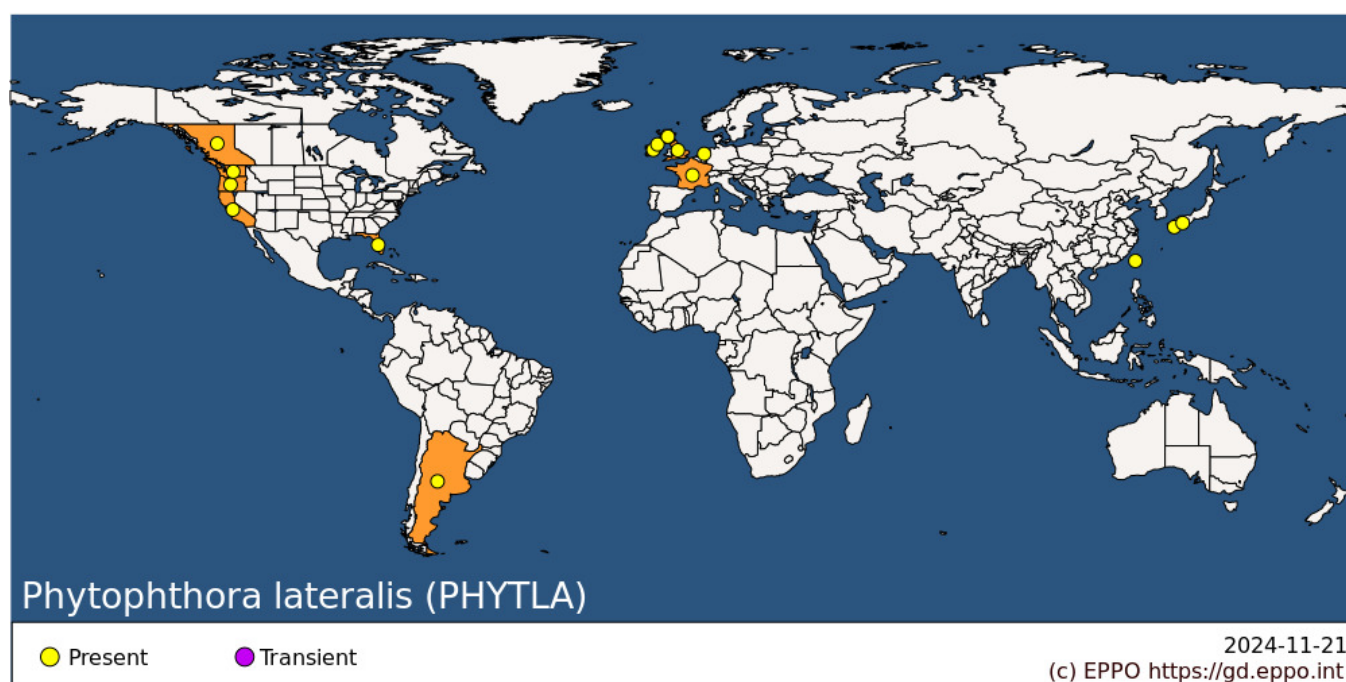 Phytophthora lateralis (PHYTLA)
Present
Transient
2024-11-21
(c) EPPO https://gd.eppo.int